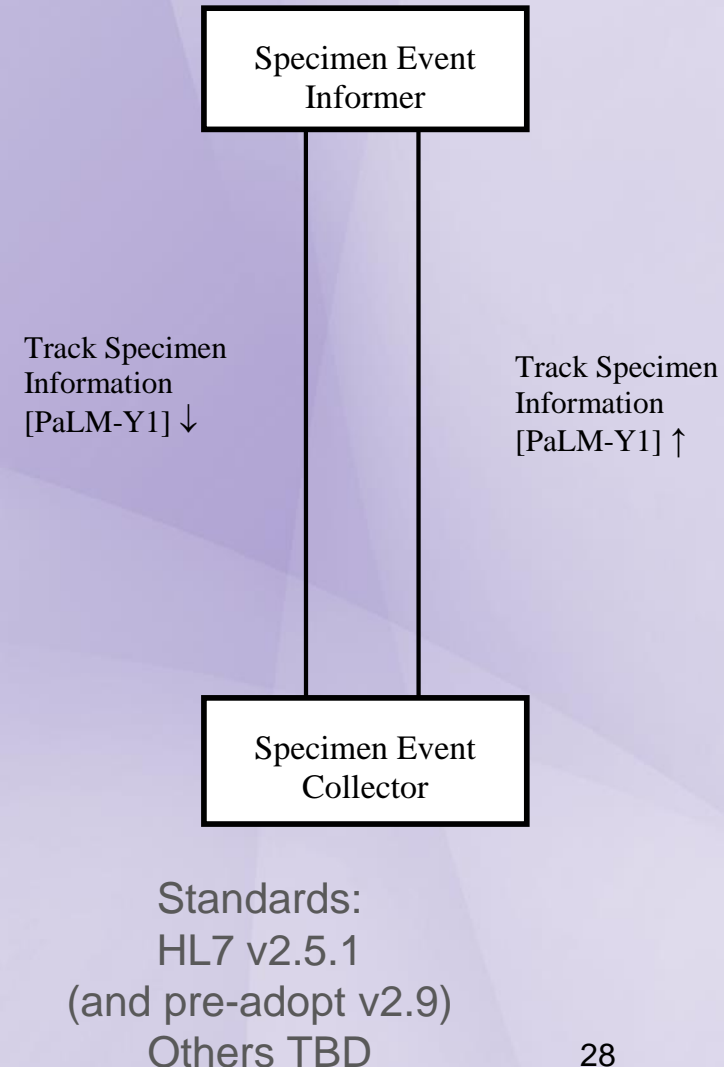 Specimen Event
Informer
Track Specimen
Information
[PaLM-Y1] ↓
Track Specimen
Information
[PaLM-Y1] ↑
Specimen Event
Collector
Standards:
HL7 v2.5.1
(and pre-adopt v2.9)
Others TBD
28